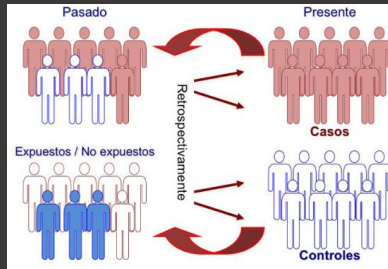 Pasado
Presente
Retrospectivamente
Casos
Expuestos / No expuestos
Controles